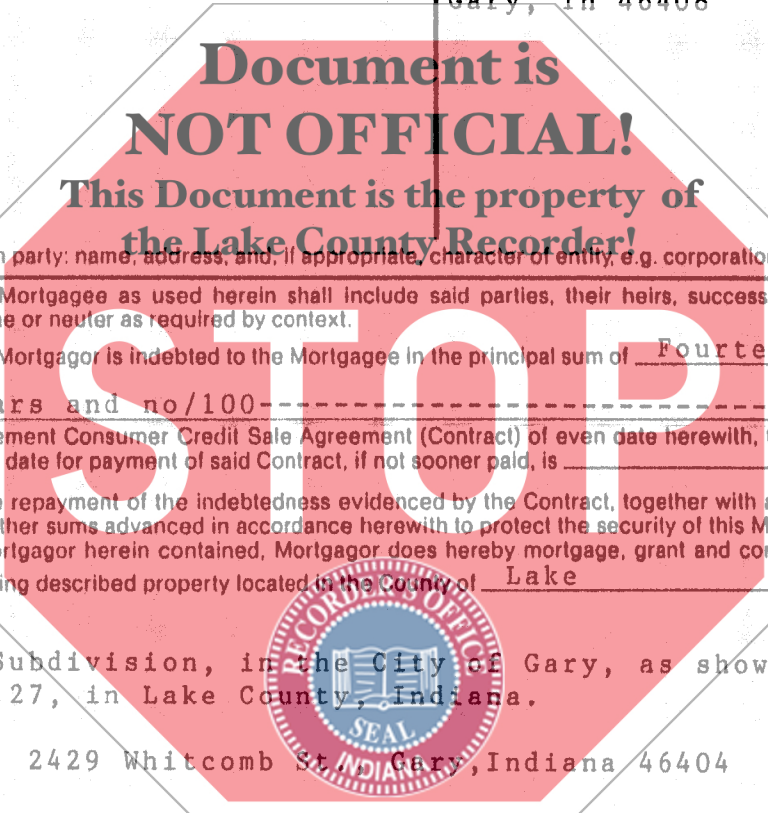 Gary, In 46408
Document is
NOT OFFICIAL!
This Document is the property of
the Lake County Recorder!
party: name, address, and, if appropriate, character of entity, e.g. corporatio
Mortgagee as used herein shall include said parties, their heirs, success
e or neuter as required by context.
Mortgagor is indebted to the Mortgagee in the principal sum of Fourte
ars and no/100
ement Consumer Credit Sale Agreement (Contract) of even date herewith,
date for payment of said Contract, if not sooner paid, is
repayment of the indebtedness evidenced by the Contract, together with
ther sums advanced in accordance herewith to protect the security of this M
ortgagor herein contained, Mortgagor does hereby mortgage, grant and co
ing described property located in the County of Lake
STOP
Subdivision, in the City of Gary, as show
27, in Lake County, Indiana.
2429 Whitcomb St., Gary, Indiana 46404
RECORDER'S OFFICE
SEAL
INDIANA